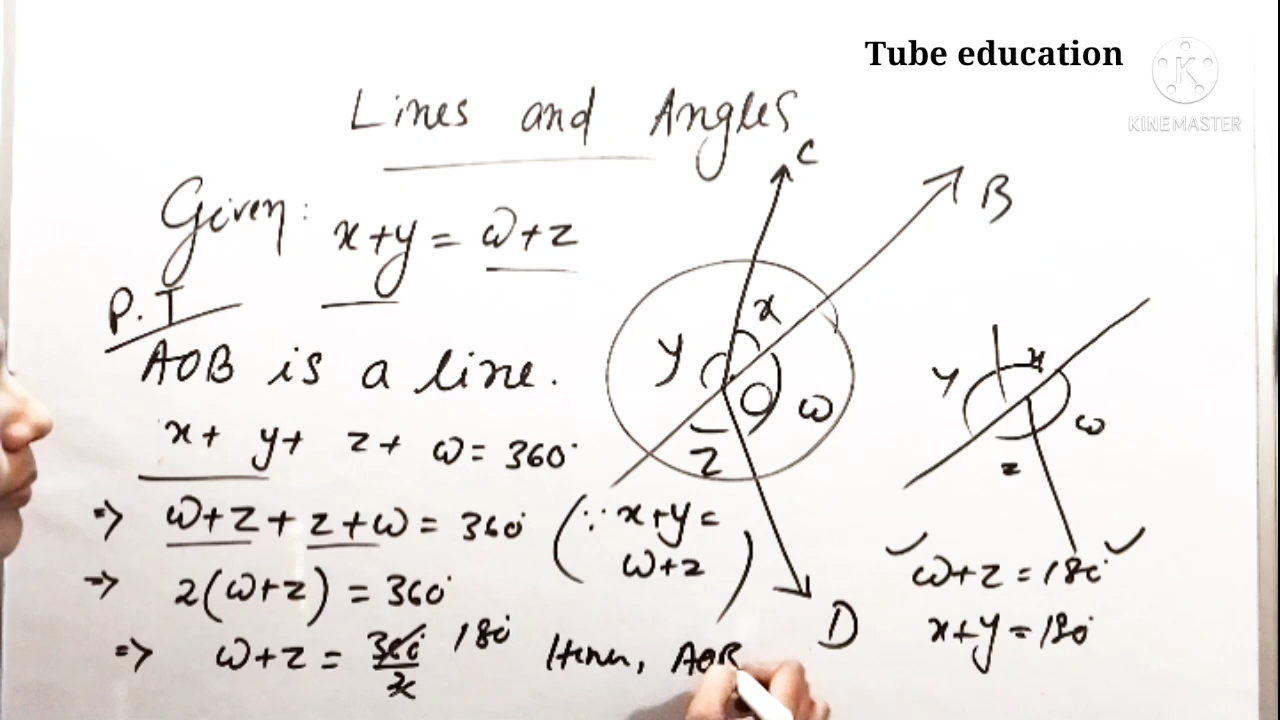 Tube education
KINEMASTER
Lines and Angles
Given: x+y = ω+z
P.T
AOB is a line.
x+ y+ z+ ω = 360°
=> ω+z + z+ω = 360° (∵ x+y = ω+z)
=> 2(ω+z) = 360°
=> ω+z = 360°/2 180° Hence, AOB
C
B
x
y
O
ω
z
D
y
x
ω
z
ω+z = 180°
x+y = 180°